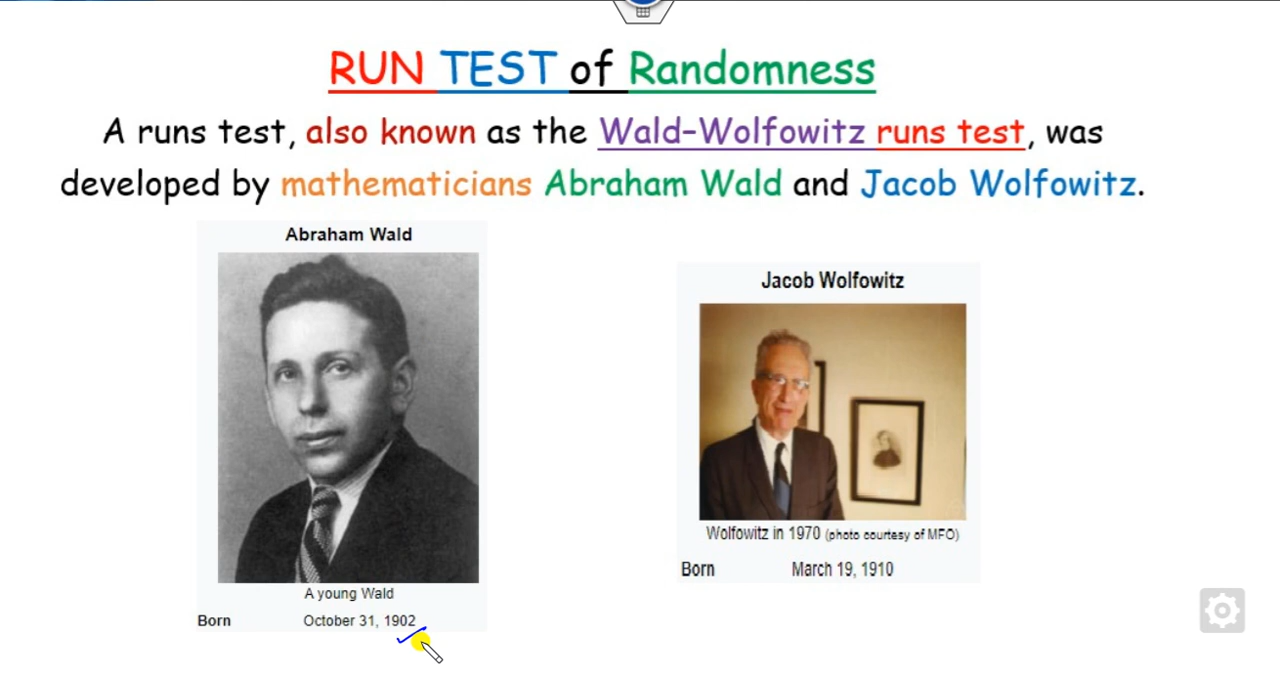 RUN TEST of Randomness
A runs test, also known as the Wald–Wolfowitz runs test, was
developed by mathematicians Abraham Wald and Jacob Wolfowitz.
Abraham Wald
A young Wald
Born October 31, 1902
Jacob Wolfowitz
Wolfowitz in 1970 (photo courtesy of MFO)
Born March 19, 1910